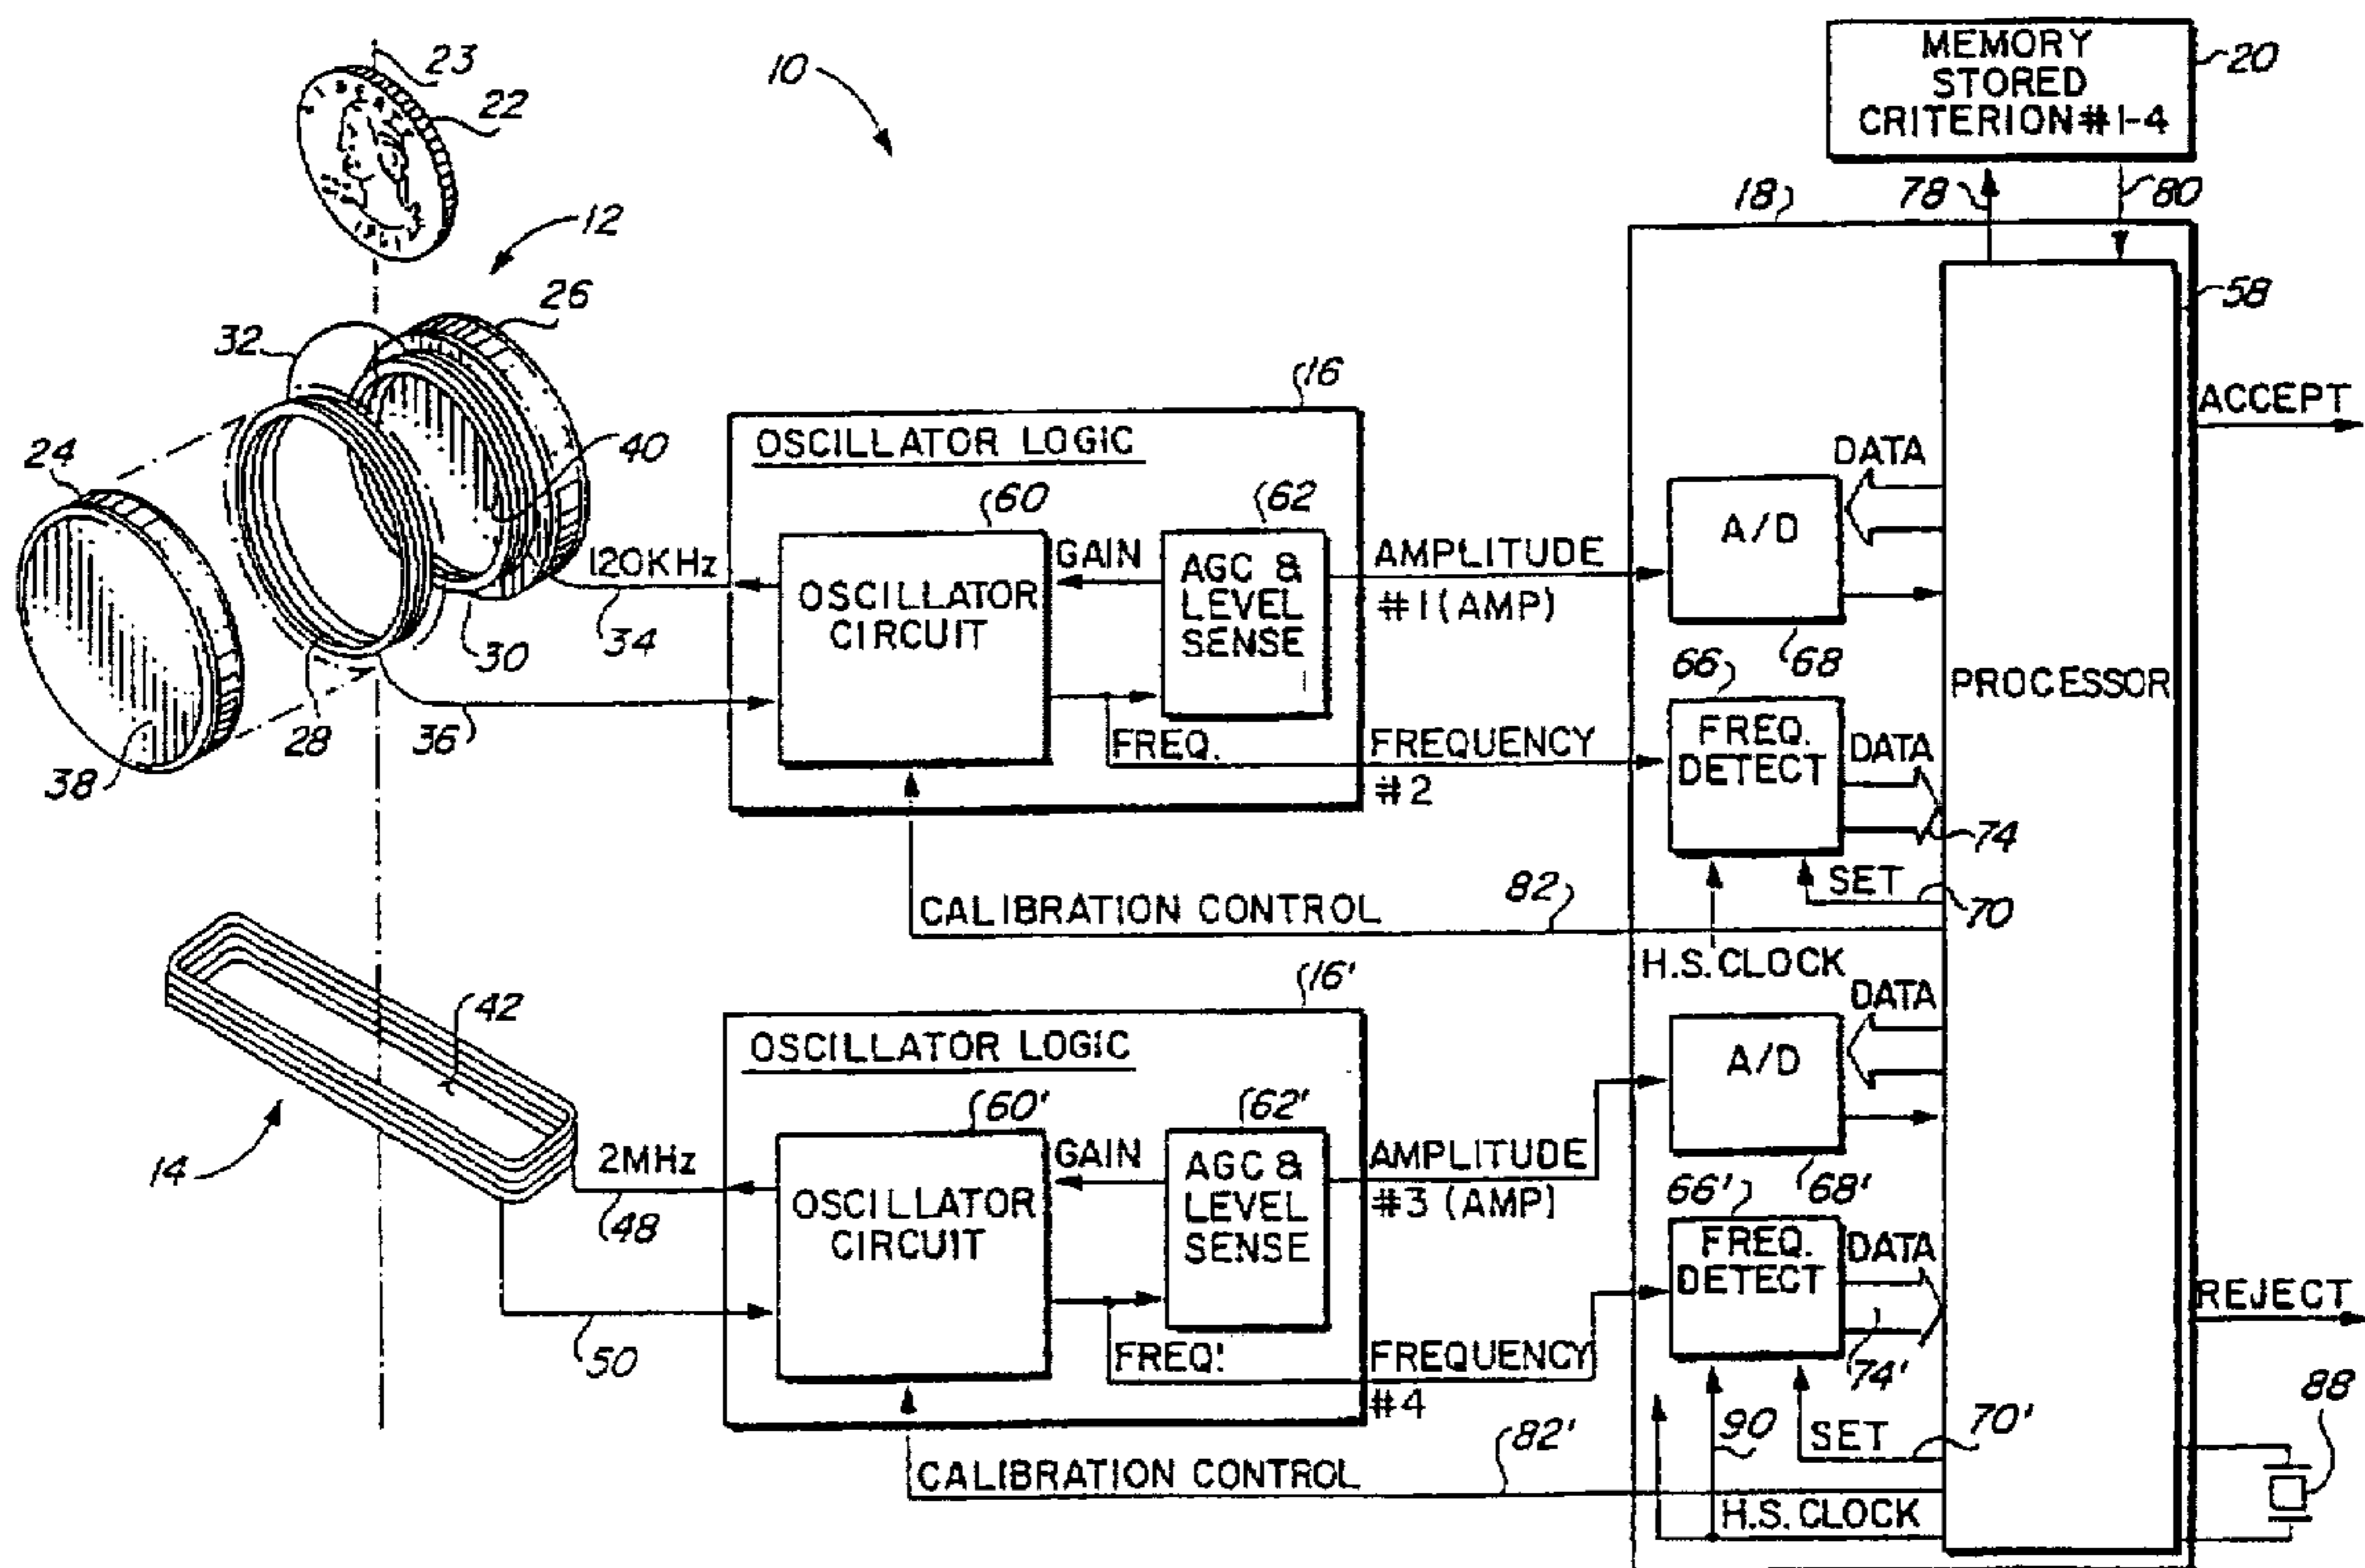 23
22
10
MEMORY
STORED
CRITERION #1-4
20
12
18
78
80
26
58
32
16
ACCEPT
OSCILLATOR LOGIC
40
24
DATA
60
62
A/D
120KHz
GAIN
AMPLITUDE
OSCILLATOR
CIRCUIT
AGC &
LEVEL
SENSE
#1 (AMP)
34
30
66
68
PROCESSOR
28
36
FREQ.
FREQUENCY
FREQ.
DETECT
DATA
38
#2
74
82
SET
70
CALIBRATION CONTROL
H.S. CLOCK
16'
DATA
42
OSCILLATOR LOGIC
A/D
60'
62'
14
2MHz
GAIN
AMPLITUDE
AGC &
LEVEL
SENSE
#3 (AMP)
66'
68'
48
OSCILLATOR
CIRCUIT
FREQ.
DETECT
DATA
REJECT
50
FREQ!
FREQUENCY
74'
#4
88
82'
90
SET
70'
CALIBRATION CONTROL
H.S. CLOCK